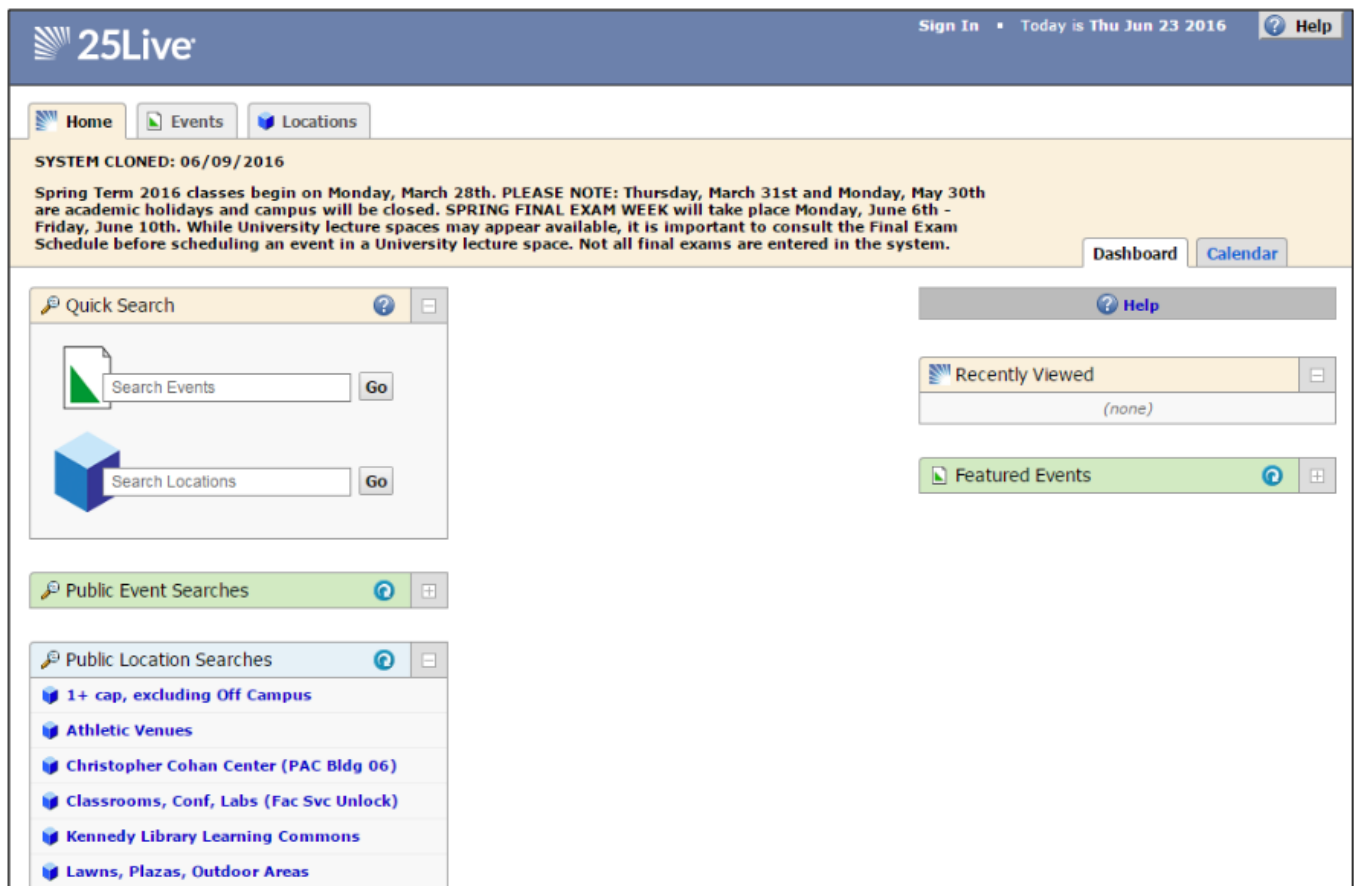 25Live
Sign In ▪ Today is Thu Jun 23 2016
Help
Home
Events
Locations
SYSTEM CLONED: 06/09/2016
Spring Term 2016 classes begin on Monday, March 28th. PLEASE NOTE: Thursday, March 31st and Monday, May 30th
are academic holidays and campus will be closed. SPRING FINAL EXAM WEEK will take place Monday, June 6th -
Friday, June 10th. While University lecture spaces may appear available, it is important to consult the Final Exam
Schedule before scheduling an event in a University lecture space. Not all final exams are entered in the system.
Dashboard
Calendar
Quick Search
Search Events
Go
Search Locations
Go
Public Event Searches
Public Location Searches
1+ cap, excluding Off Campus
Athletic Venues
Christopher Cohan Center (PAC Bldg 06)
Classrooms, Conf, Labs (Fac Svc Unlock)
Kennedy Library Learning Commons
Lawns, Plazas, Outdoor Areas
Help
Recently Viewed
(none)
Featured Events